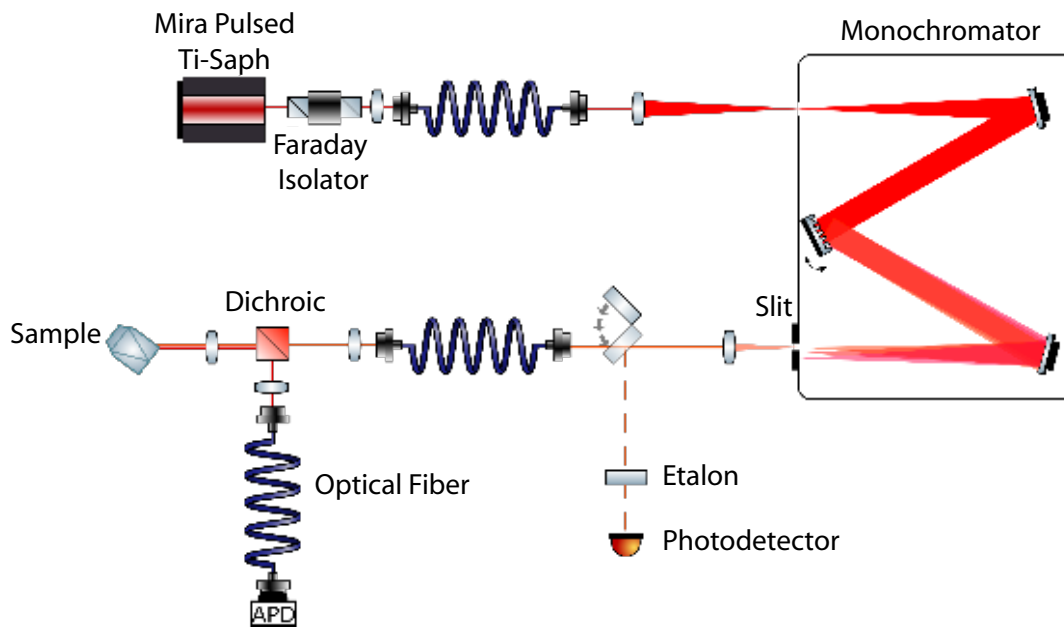 Mira Pulsed
Ti-Saph
Monochromator
Faraday
Isolator
Dichroic
Slit
Sample
Etalon
Optical Fiber
Photodetector
APD